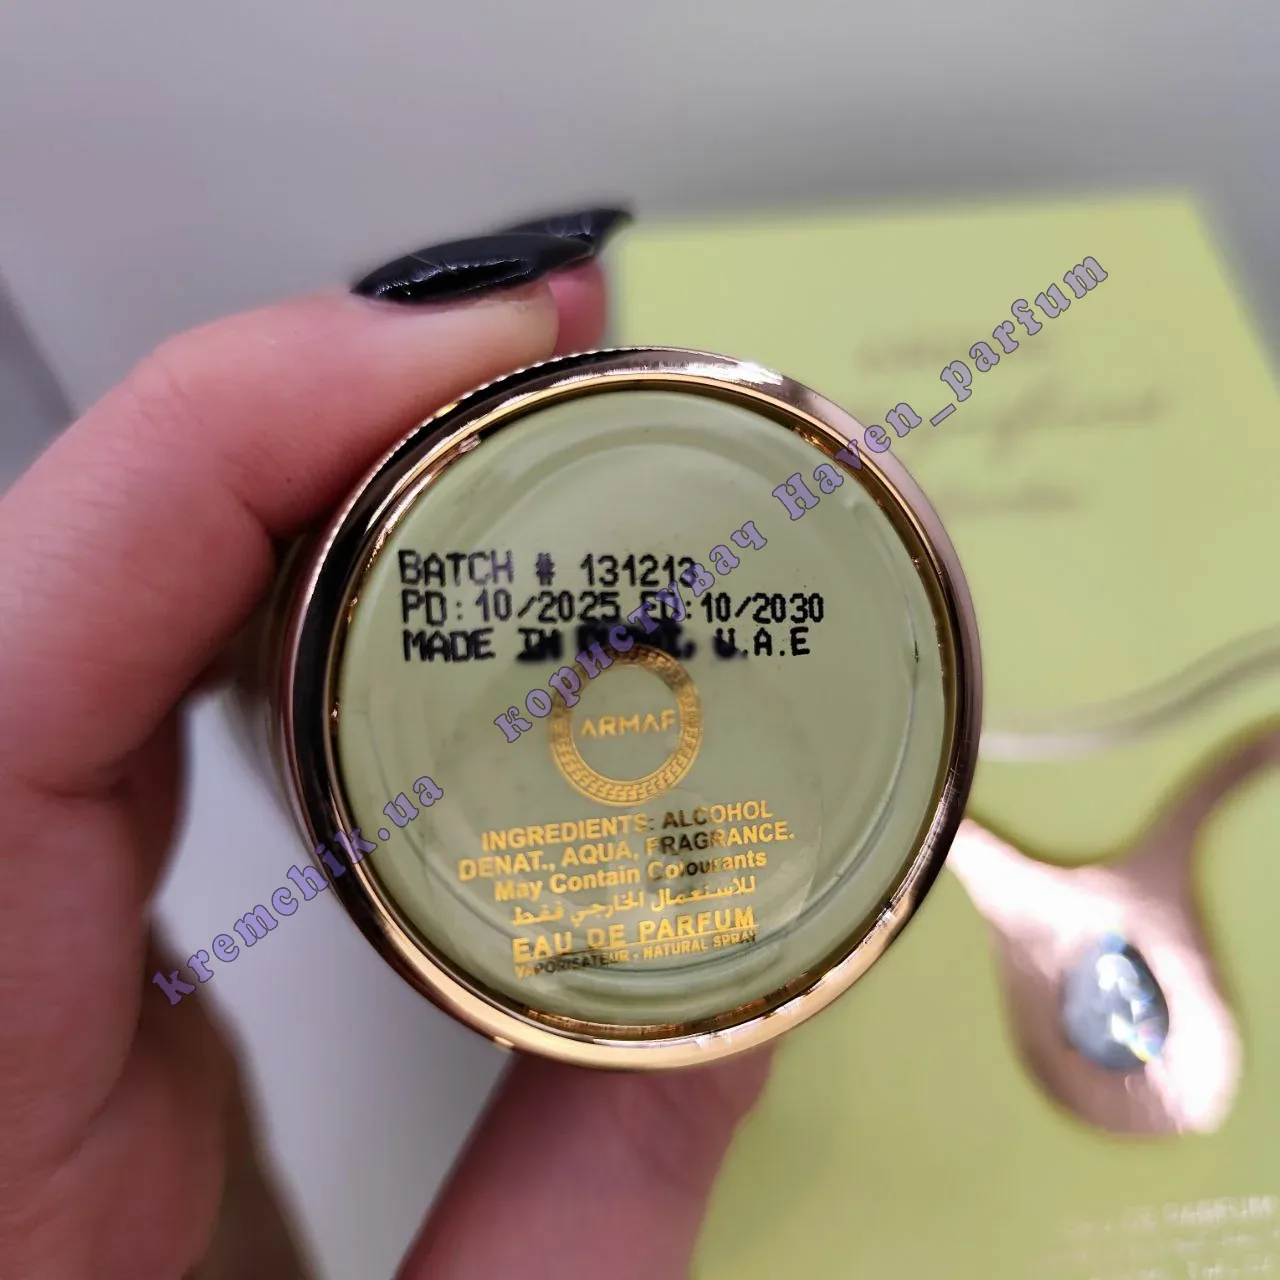 BATCH # 131213
PD: 10/2025 ED: 10/2030
MADE IN DUBAI, U.A.E
ARMAF
INGREDIENTS: ALCOHOL
DENAT., AQUA, FRAGRANCE.
May Contain Colourants
للاستعمال الخارجي فقط
EAU DE PARFUM
VAPORISATEUR - NATURAL SPRAY
kremchik.ua
користувач Haven_parfum